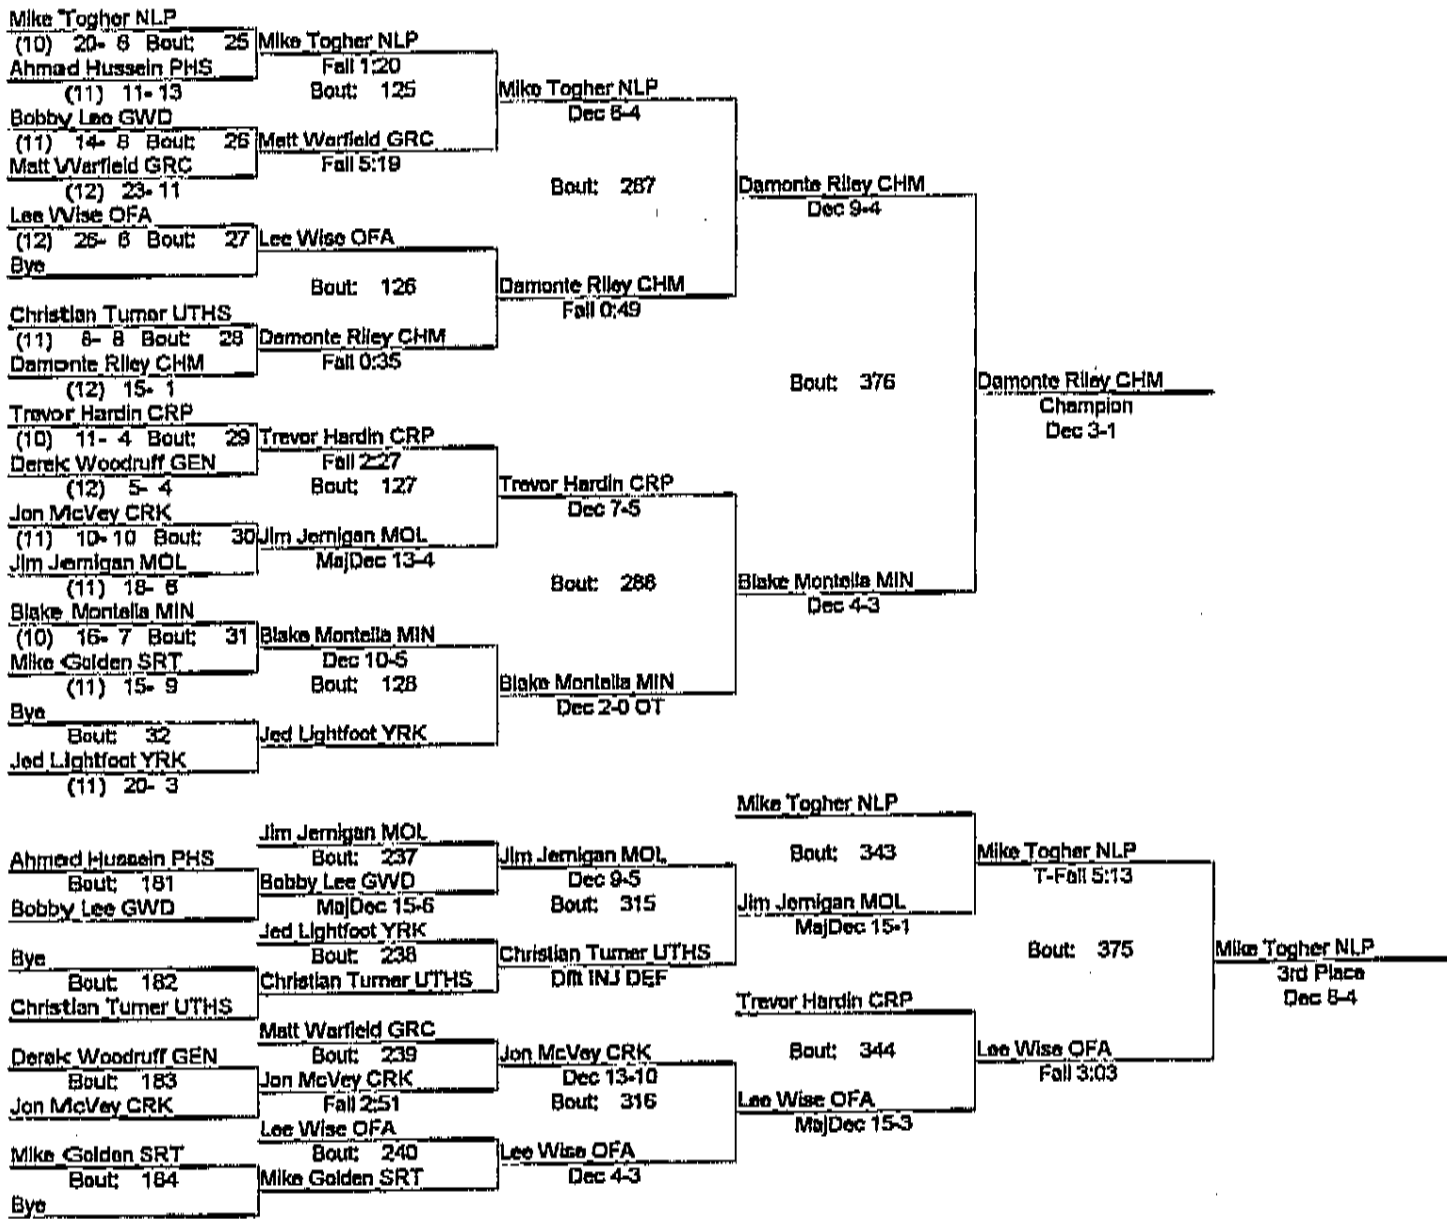 Mike Togher NLP
(10) 20- 6 Bout: 25
Ahmad Hussein PHS
(11) 11- 13
Bobby Lee GWD
(11) 14- 8 Bout: 26
Matt Warfield GRC
(12) 23- 11
Lee Wise OFA
(12) 25- 6 Bout: 27
Bye
Christian Turner UTHS
(11) 8- 8 Bout: 28
Damonte Riley CHM
(12) 15- 1
Trevor Hardin CRP
(10) 11- 4 Bout: 29
Derek Woodruff GEN
(12) 5- 4
Jon McVey CRK
(11) 10- 10 Bout: 30
Jim Jernigan MOL
(11) 18- 6
Blake Montella MIN
(10) 16- 7 Bout: 31
Mike Golden SRT
(11) 15- 9
Bye
Bout: 32
Jed Lightfoot YRK
(11) 20- 3
Mike Togher NLP
Fall 1:20
Bout: 125
Matt Warfield GRC
Fall 5:19
Lee Wise OFA
Bout: 126
Damonte Riley CHM
Fall 0:35
Trevor Hardin CRP
Fall 2:27
Bout: 127
Jim Jernigan MOL
MajDec 13-4
Blake Montella MIN
Dec 10-5
Bout: 128
Jed Lightfoot YRK
Mike Togher NLP
Dec 6-4
Bout: 287
Damonte Riley CHM
Fall 0:49
Trevor Hardin CRP
Dec 7-5
Bout: 288
Blake Montella MIN
Dec 2-0 OT
Damonte Riley CHM
Dec 9-4
Bout: 376
Blake Montella MIN
Dec 4-3
Damonte Riley CHM
Champion
Dec 3-1
Ahmad Hussein PHS
Bout: 181
Bobby Lee GWD
Bye
Bout: 182
Christian Turner UTHS
Derek Woodruff GEN
Bout: 183
Jon McVey CRK
Mike Golden SRT
Bout: 184
Bye
Jim Jernigan MOL
Bout: 237
Bobby Lee GWD
MajDec 15-6
Jed Lightfoot YRK
Bout: 238
Christian Turner UTHS
Matt Warfield GRC
Bout: 239
Jon McVey CRK
Fall 2:51
Lee Wise OFA
Bout: 240
Mike Golden SRT
Jim Jernigan MOL
Dec 9-5
Bout: 315
Christian Turner UTHS
Dflt INJ DEF
Jon McVey CRK
Dec 13-10
Bout: 316
Lee Wise OFA
Dec 4-3
Mike Togher NLP
Bout: 343
Jim Jernigan MOL
MajDec 15-1
Trevor Hardin CRP
Bout: 344
Lee Wise OFA
MajDec 15-3
Mike Togher NLP
T-Fall 5:13
Bout: 375
Lee Wise OFA
Fall 3:03
Mike Togher NLP
3rd Place
Dec 8-4